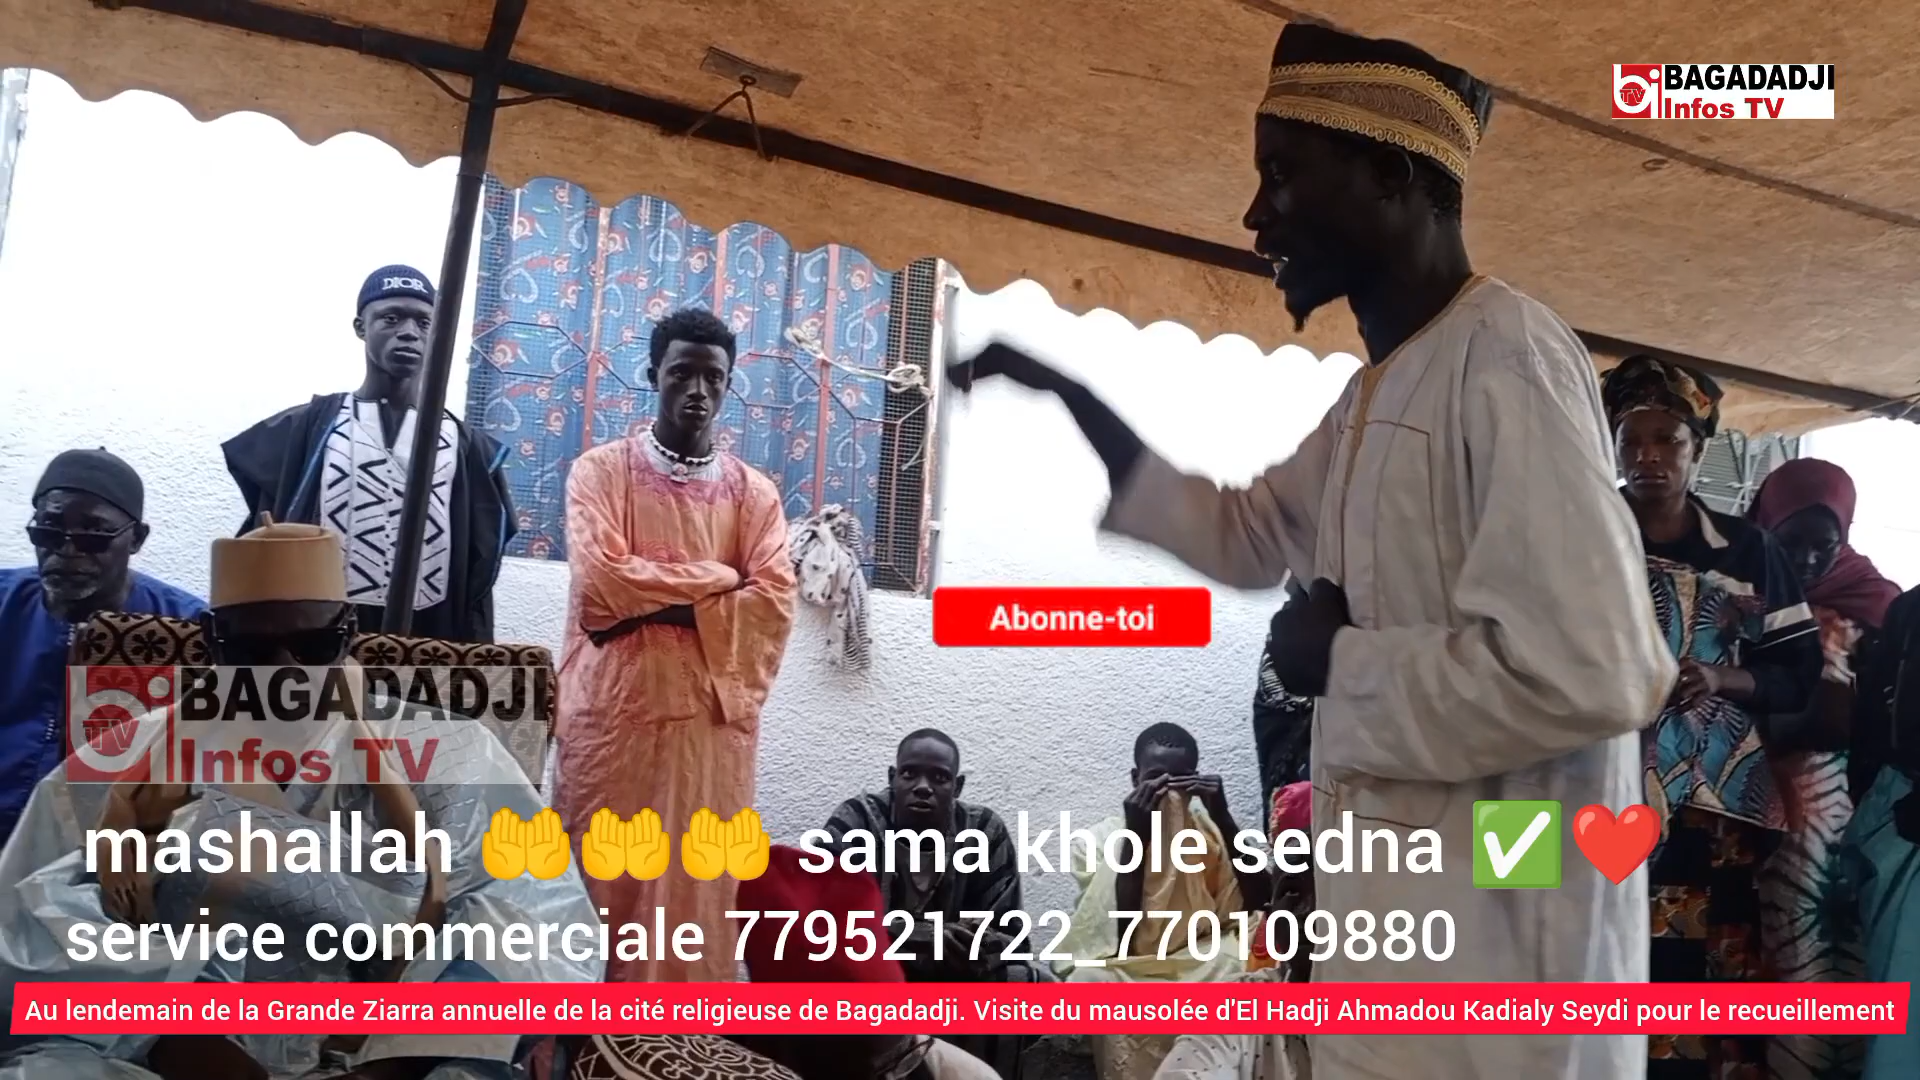 BAGADADJI
TV
Infos TV
DIOR
Abonne-toi
BAGADADJI
TV
Infos TV
mashallah 🤲🤲🤲 sama khole sedna ✅❤️
service commerciale 779521722_770109880
Au lendemain de la Grande Ziarra annuelle de la cité religieuse de Bagadadji. Visite du mausolée d'El Hadji Ahmadou Kadialy Seydi pour le recueillement